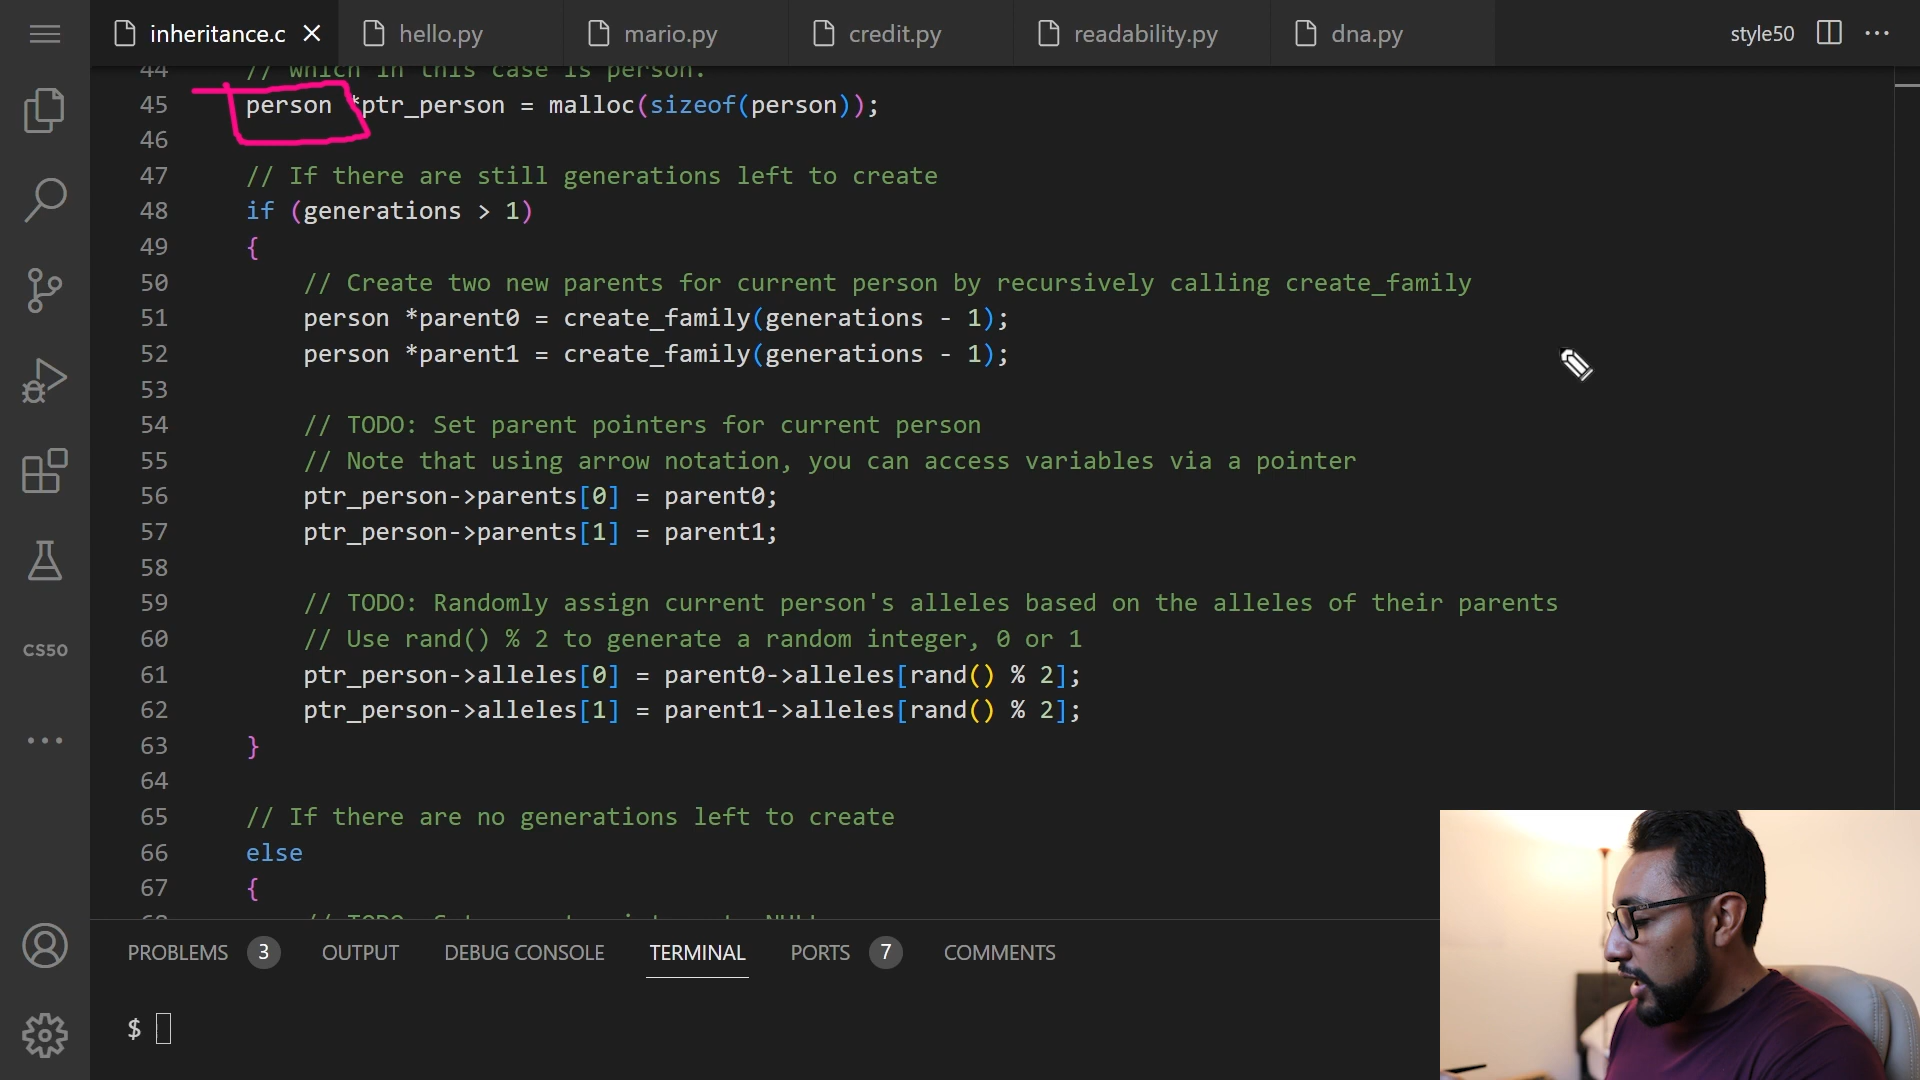 inheritance.c
hello.py
mario.py
credit.py
readability.py
dna.py
style50
44 // which in this case is person.
45 person *ptr_person = malloc(sizeof(person));
46
47 // If there are still generations left to create
48 if (generations > 1)
49 {
50 // Create two new parents for current person by recursively calling create_family
51 person *parent0 = create_family(generations - 1);
52 person *parent1 = create_family(generations - 1);
53
54 // TODO: Set parent pointers for current person
55 // Note that using arrow notation, you can access variables via a pointer
56 ptr_person->parents[0] = parent0;
57 ptr_person->parents[1] = parent1;
58
59 // TODO: Randomly assign current person's alleles based on the alleles of their parents
60 // Use rand() % 2 to generate a random integer, 0 or 1
61 ptr_person->alleles[0] = parent0->alleles[rand() % 2];
62 ptr_person->alleles[1] = parent1->alleles[rand() % 2];
63 }
64
65 // If there are no generations left to create
66 else
67 {
CS50
PROBLEMS 3 OUTPUT DEBUG CONSOLE TERMINAL PORTS 7 COMMENTS
$